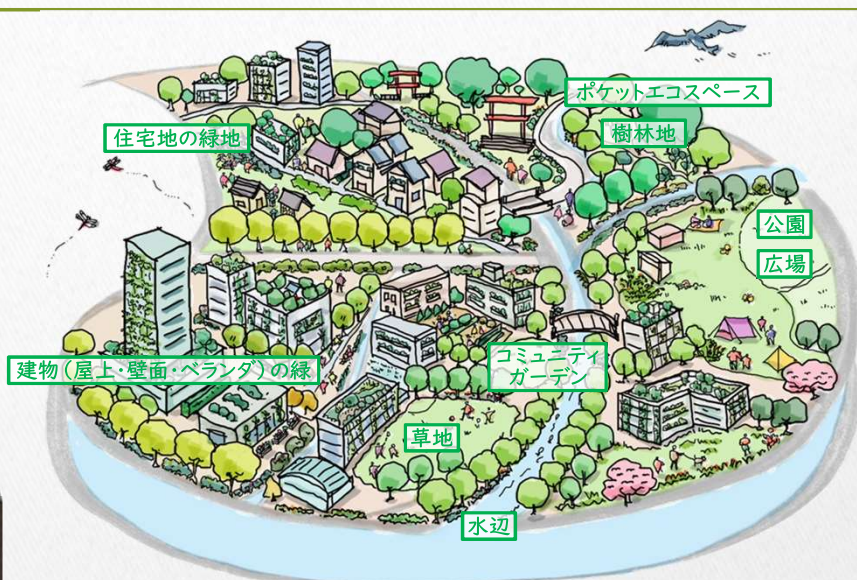 ポケットエコスペース
住宅地の緑地
樹林地
公園
広場
建物(屋上・壁面・ベランダ)の緑
コミュニティ
ガーデン
草地
水辺